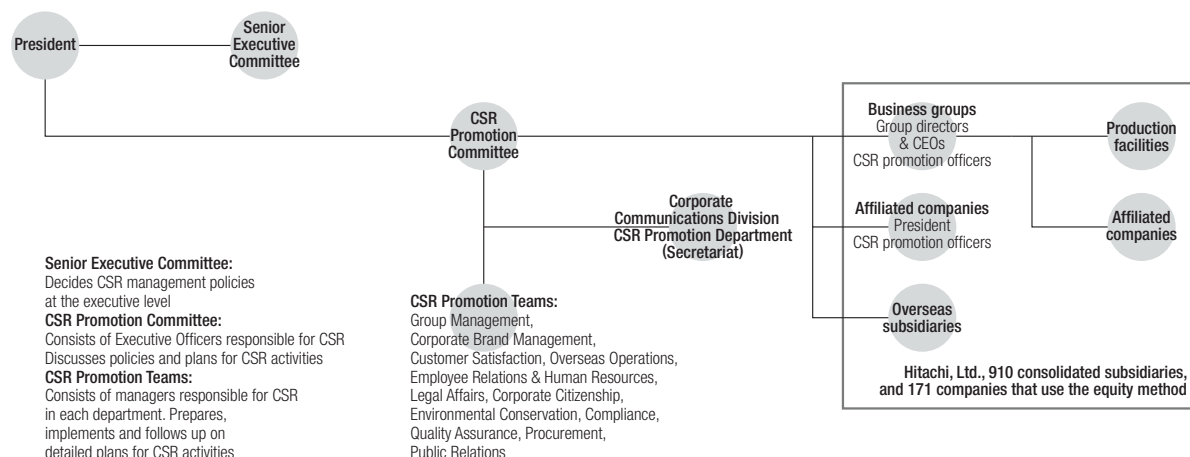 President
Senior
Executive
Committee
CSR
Promotion
Committee
Business groups
Group directors
& CEOs
CSR promotion officers
Production
facilities
Corporate
Communications Division
CSR Promotion Department
(Secretariat)
Affiliated companies
President
CSR promotion officers
Affiliated
companies
Overseas
subsidiaries
Hitachi, Ltd., 910 consolidated subsidiaries,
and 171 companies that use the equity method
Senior Executive Committee:
Decides CSR management policies
at the executive level
CSR Promotion Committee:
Consists of Executive Officers responsible for CSR
Discusses policies and plans for CSR activities
CSR Promotion Teams:
Consists of managers responsible for CSR
in each department. Prepares,
implements and follows up on
detailed plans for CSR activities
CSR Promotion Teams:
Group Management,
Corporate Brand Management,
Customer Satisfaction, Overseas Operations,
Employee Relations & Human Resources,
Legal Affairs, Corporate Citizenship,
Environmental Conservation, Compliance,
Quality Assurance, Procurement,
Public Relations